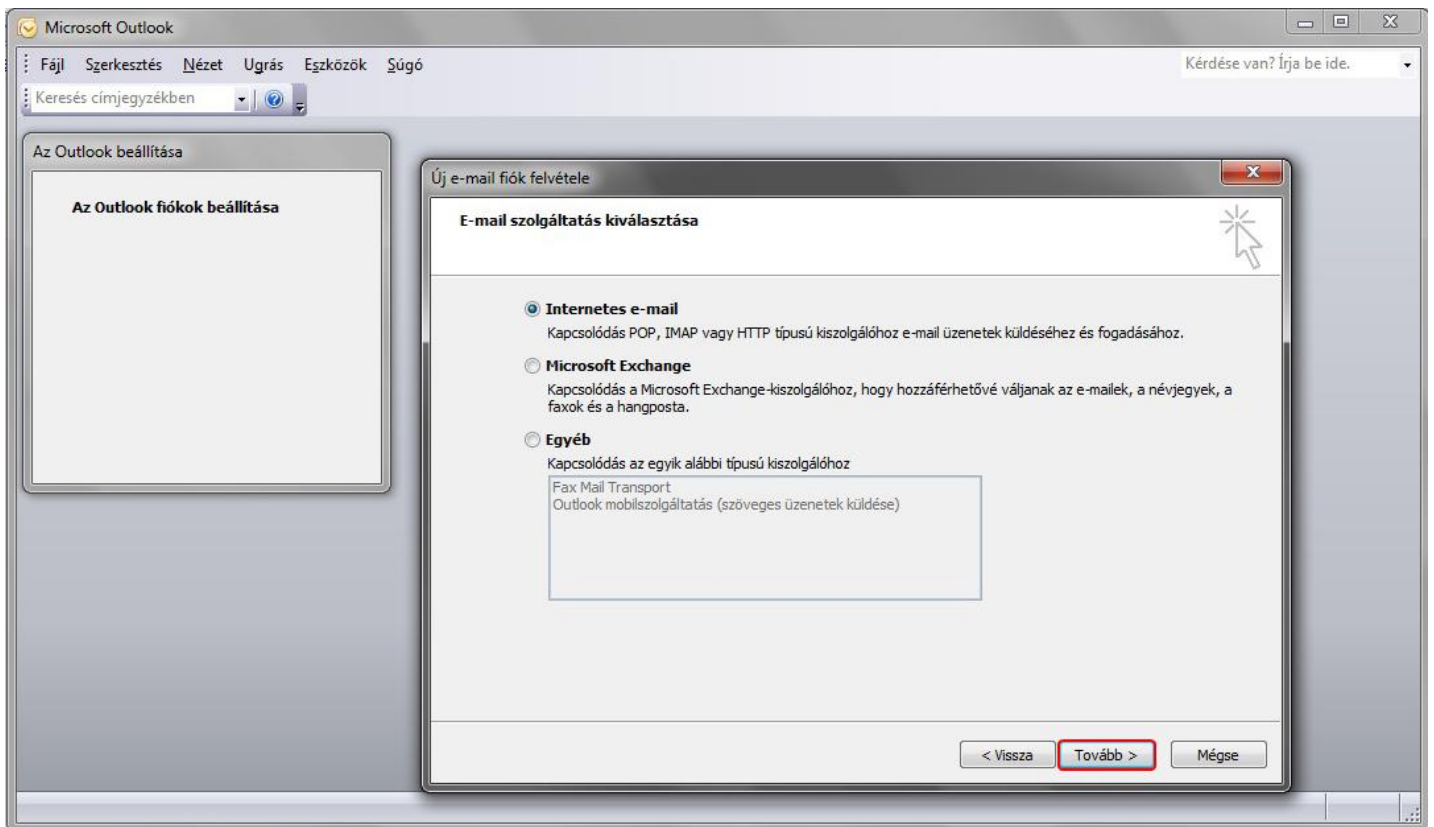 Microsoft Outlook
Fájl Szerkesztés Nézet Ugrás Eszközök Súgó
Kérdése van? Írja be ide.
Keresés címjegyzékben
Az Outlook beállítása
Az Outlook fiókok beállítása
Új e-mail fiók felvétele
E-mail szolgáltatás kiválasztása
Internetes e-mail
Kapcsolódás POP, IMAP vagy HTTP típusú kiszolgálóhoz e-mail üzenetek küldéséhez és fogadásához.
Microsoft Exchange
Kapcsolódás a Microsoft Exchange-kiszolgálóhoz, hogy hozzáférhetővé váljanak az e-mailek, a névjegyek, a
faxok és a hangposta.
Egyéb
Kapcsolódás az egyik alábbi típusú kiszolgálóhoz
Fax Mail Transport
Outlook mobilszolgáltatás (szöveges üzenetek küldése)
< Vissza Tovább > Mégse